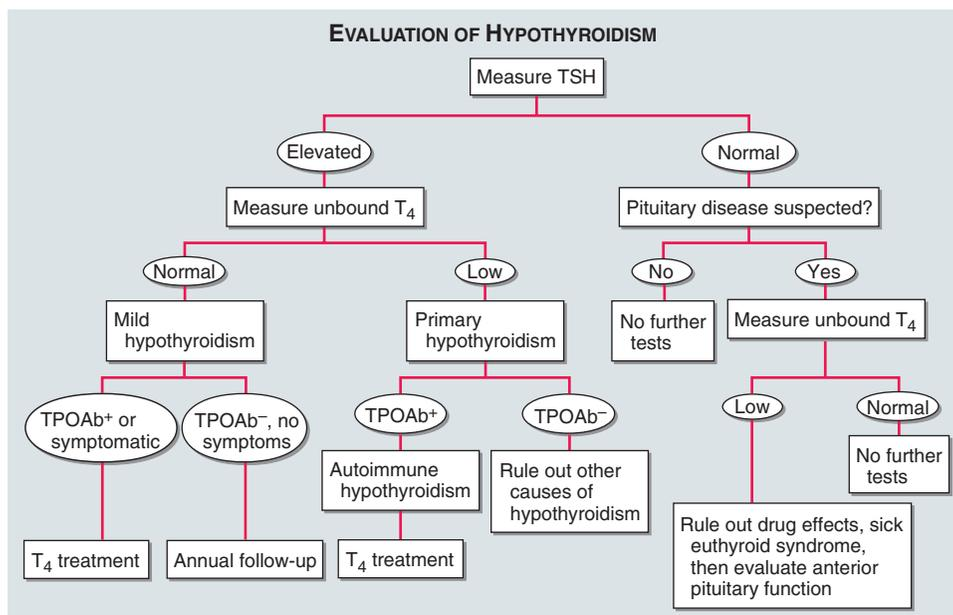 EVALUATION OF HYPOTHYROIDISM
Measure TSH
Elevated
Normal
Measure unbound T₄
Pituitary disease suspected?
Normal
Low
No
Yes
Mild
hypothyroidism
Primary
hypothyroidism
No further
tests
Measure unbound T₄
TPOAb⁺ or
symptomatic
TPOAb⁻, no
symptoms
TPOAb⁺
TPOAb⁻
Low
Normal
Autoimmune
hypothyroidism
Rule out other
causes of
hypothyroidism
No further
tests
T₄ treatment
Annual follow-up
T₄ treatment
Rule out drug effects, sick
euthyroid syndrome,
then evaluate anterior
pituitary function